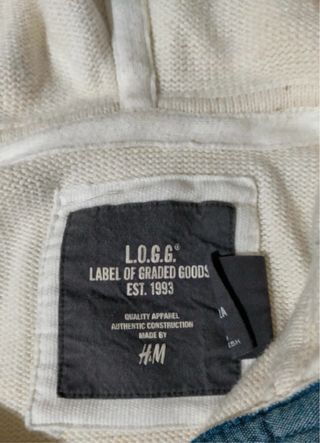 L.O.G.G.®
LABEL OF GRADED GOODS
EST. 1993
QUALITY APPAREL
AUTHENTIC CONSTRUCTION
MADE BY
H&M